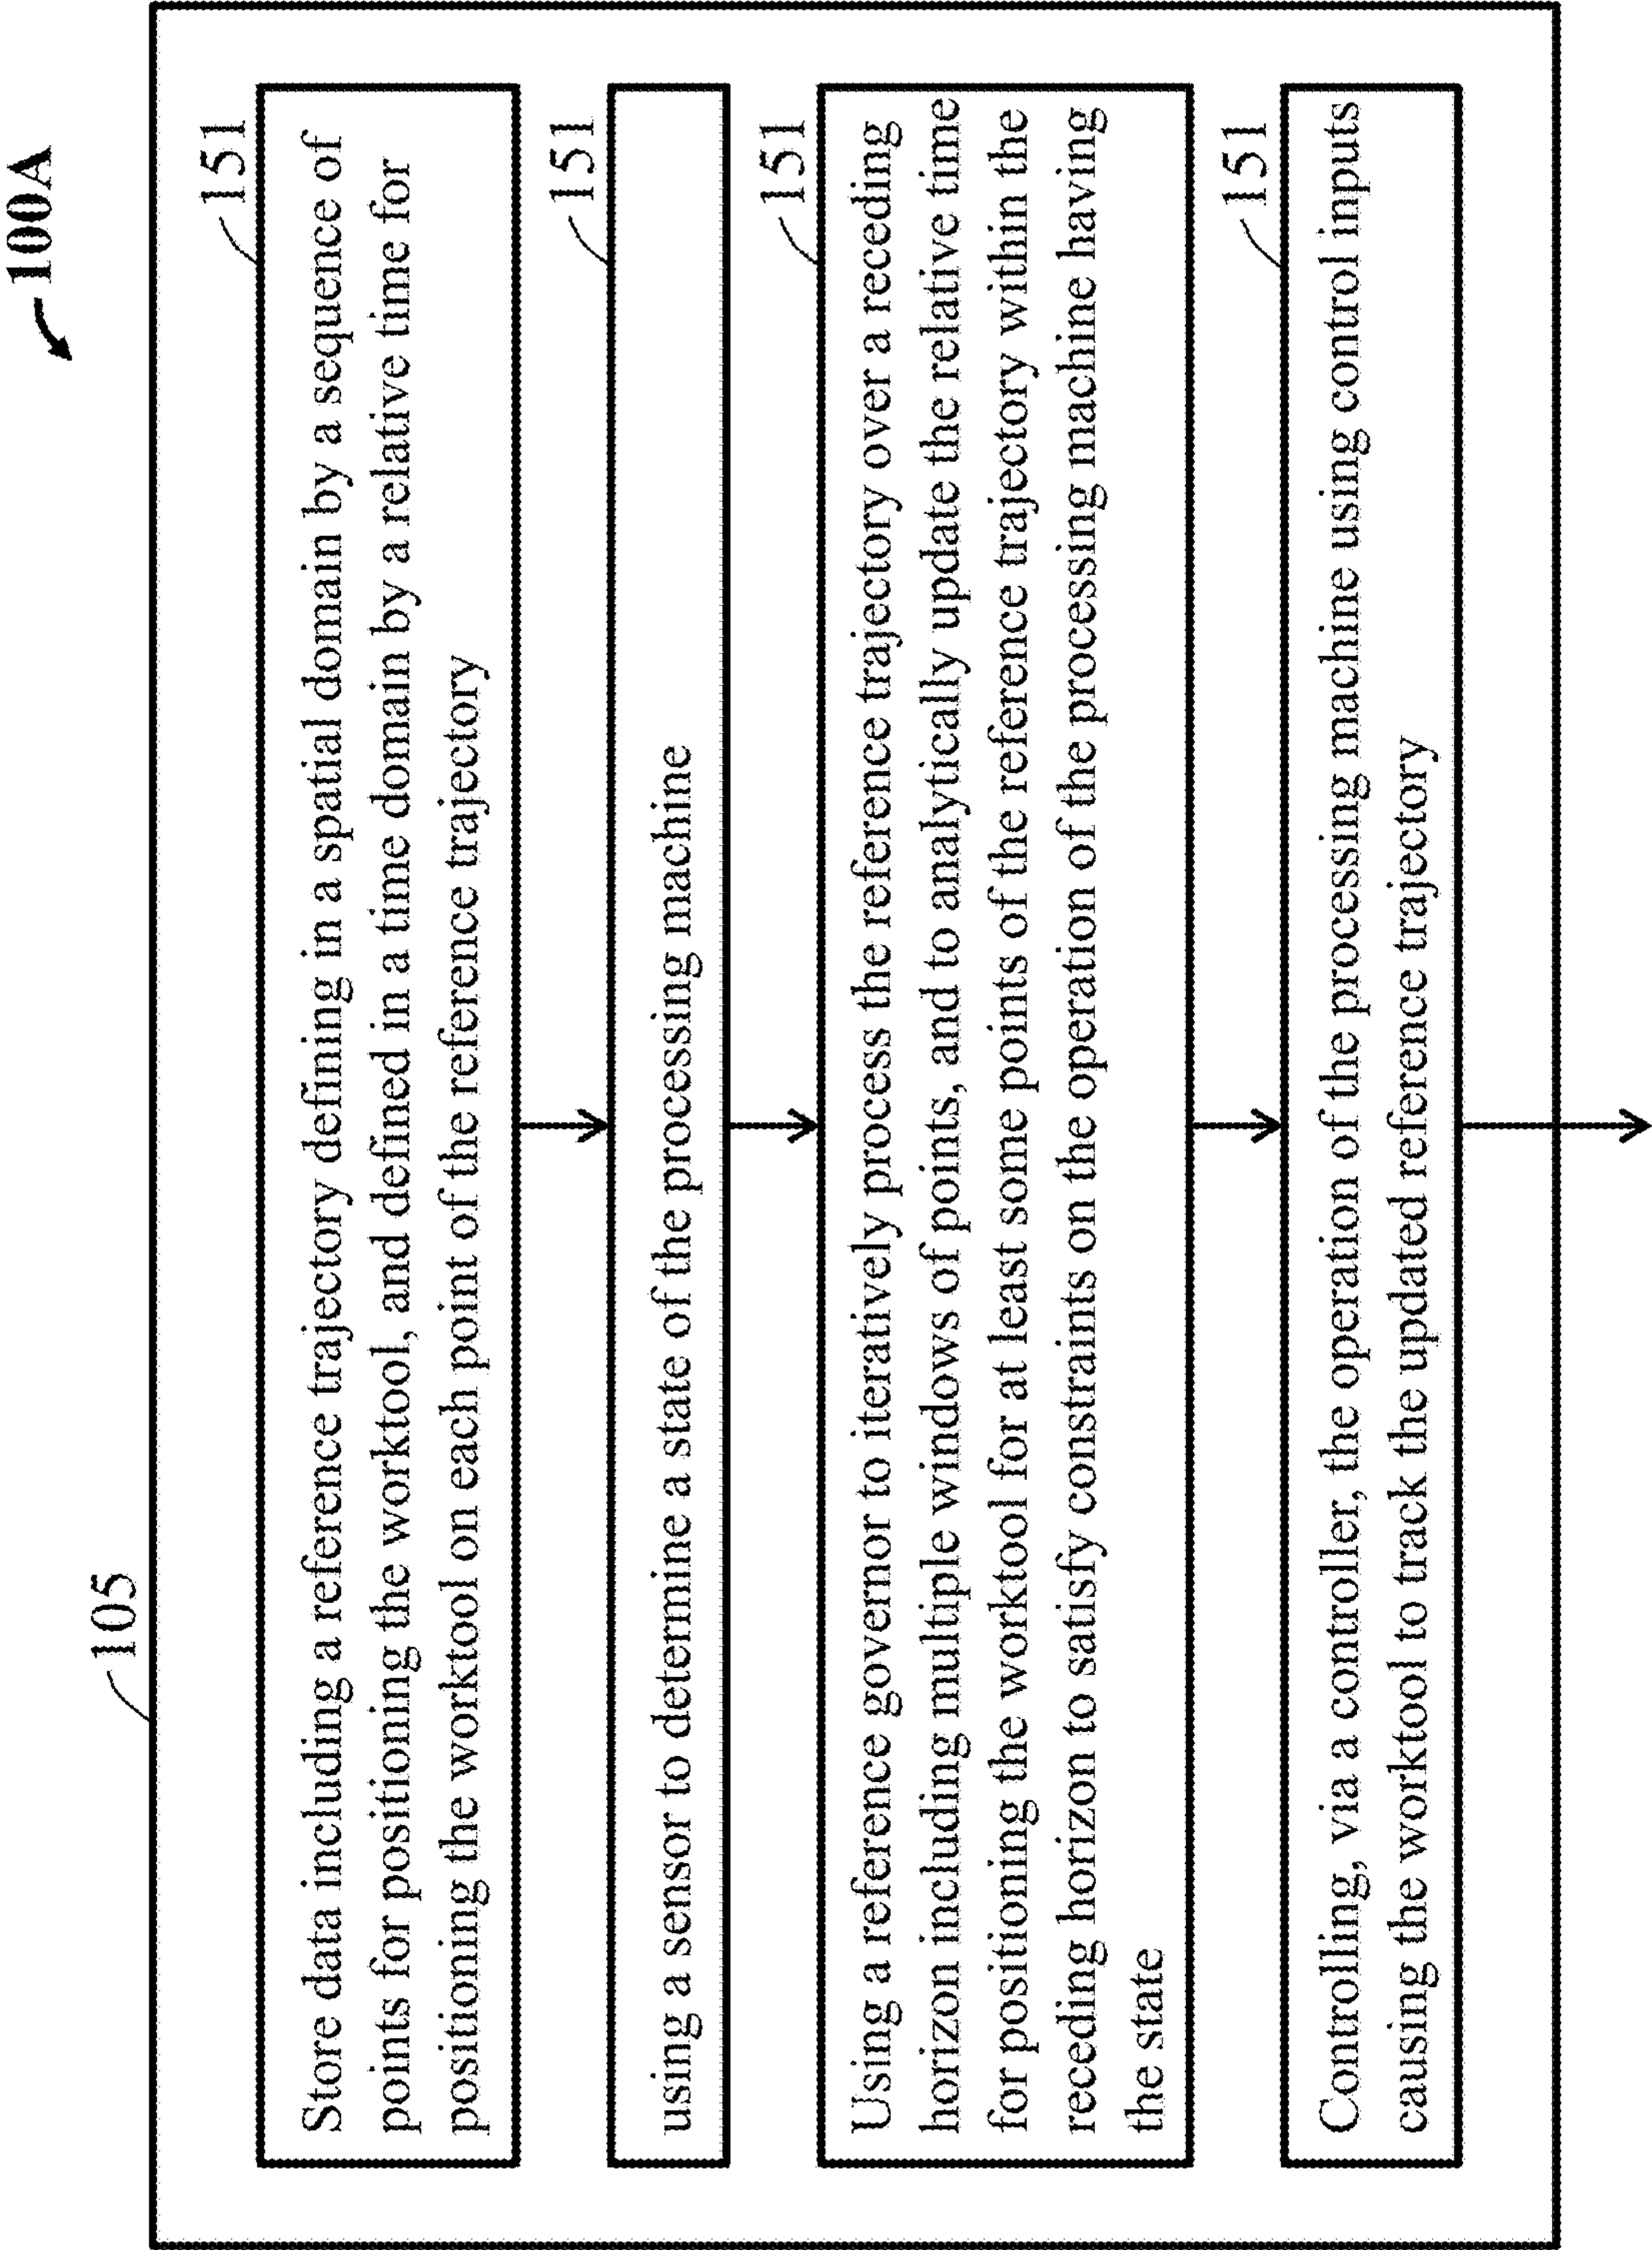 100A
105
151
Store data including a reference trajectory defining in a spatial domain by a sequence of
points for positioning the worktool, and defined in a time domain by a relative time for
positioning the worktool on each point of the reference trajectory
151
using a sensor to determine a state of the processing machine
151
Using a reference governor to iteratively process the reference trajectory over a receding
horizon including multiple windows of points, and to analytically update the relative time
for positioning the worktool for at least some points of the reference trajectory within the
receding horizon to satisfy constraints on the operation of the processing machine having
the state
151
Controlling, via a controller, the operation of the processing machine using control inputs
causing the worktool to track the updated reference trajectory